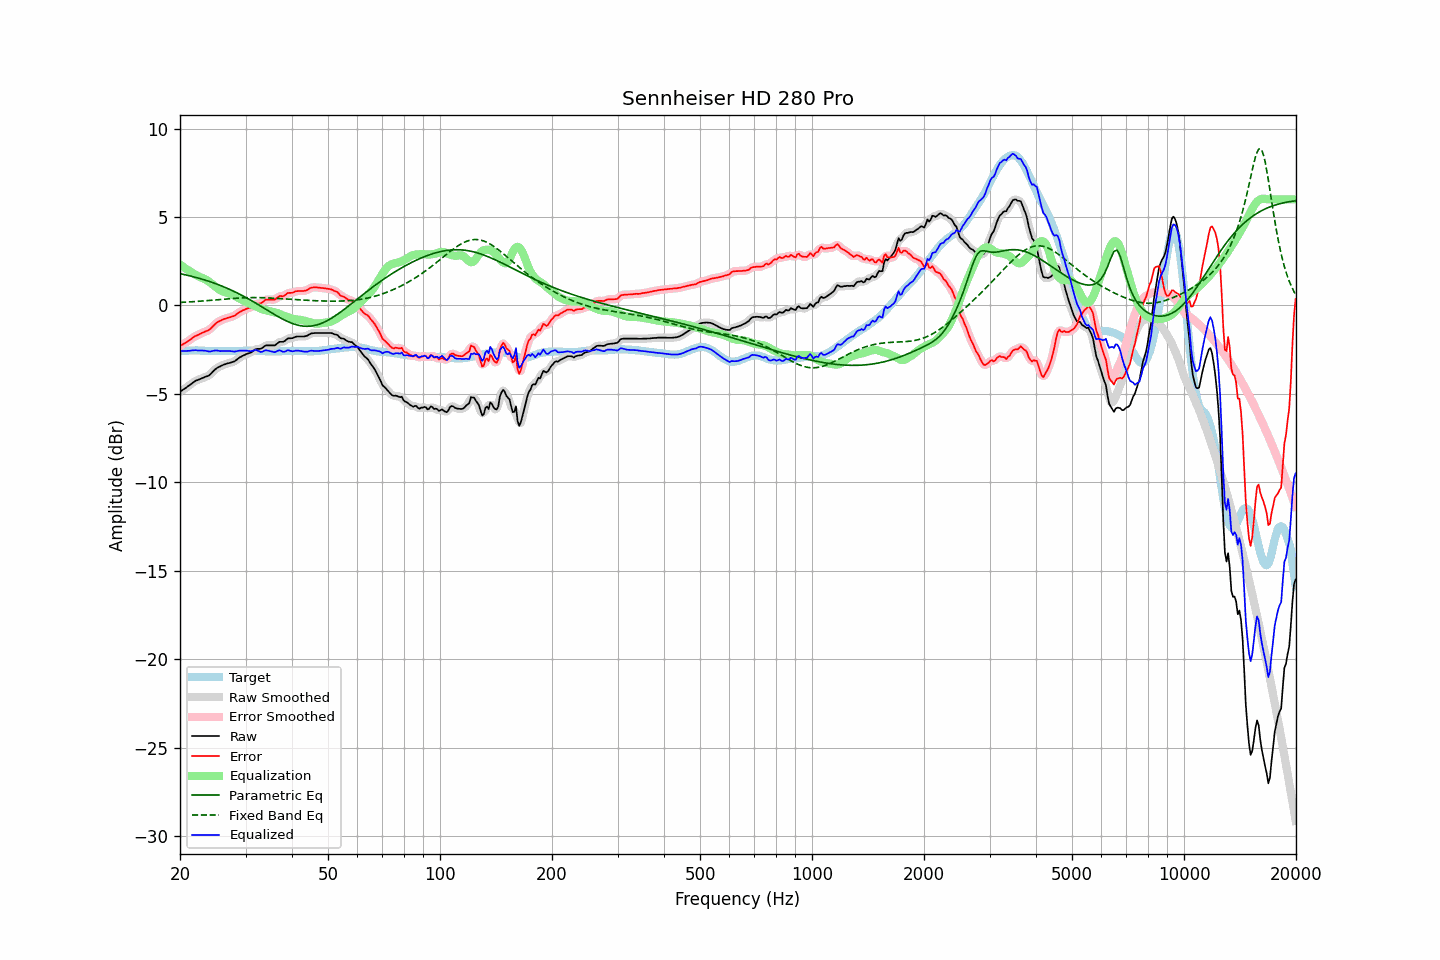 Sennheiser HD 280 Pro
10
5
0
−5
−10
−15
−20
−25
−30
Amplitude (dBr)
Target
Raw Smoothed
Error Smoothed
Raw
Error
Equalization
Parametric Eq
Fixed Band Eq
Equalized
20 50 100 200 500 1000 2000 5000 10000 20000
Frequency (Hz)